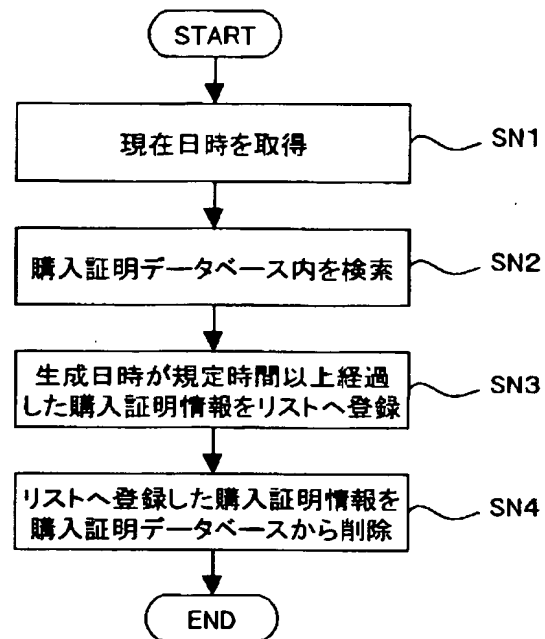 START
現在日時を取得
SN1
購入証明データベース内を検索
SN2
生成日時が規定時間以上経過
した購入証明情報をリストへ登録
SN3
リストへ登録した購入証明情報を
購入証明データベースから削除
SN4
END